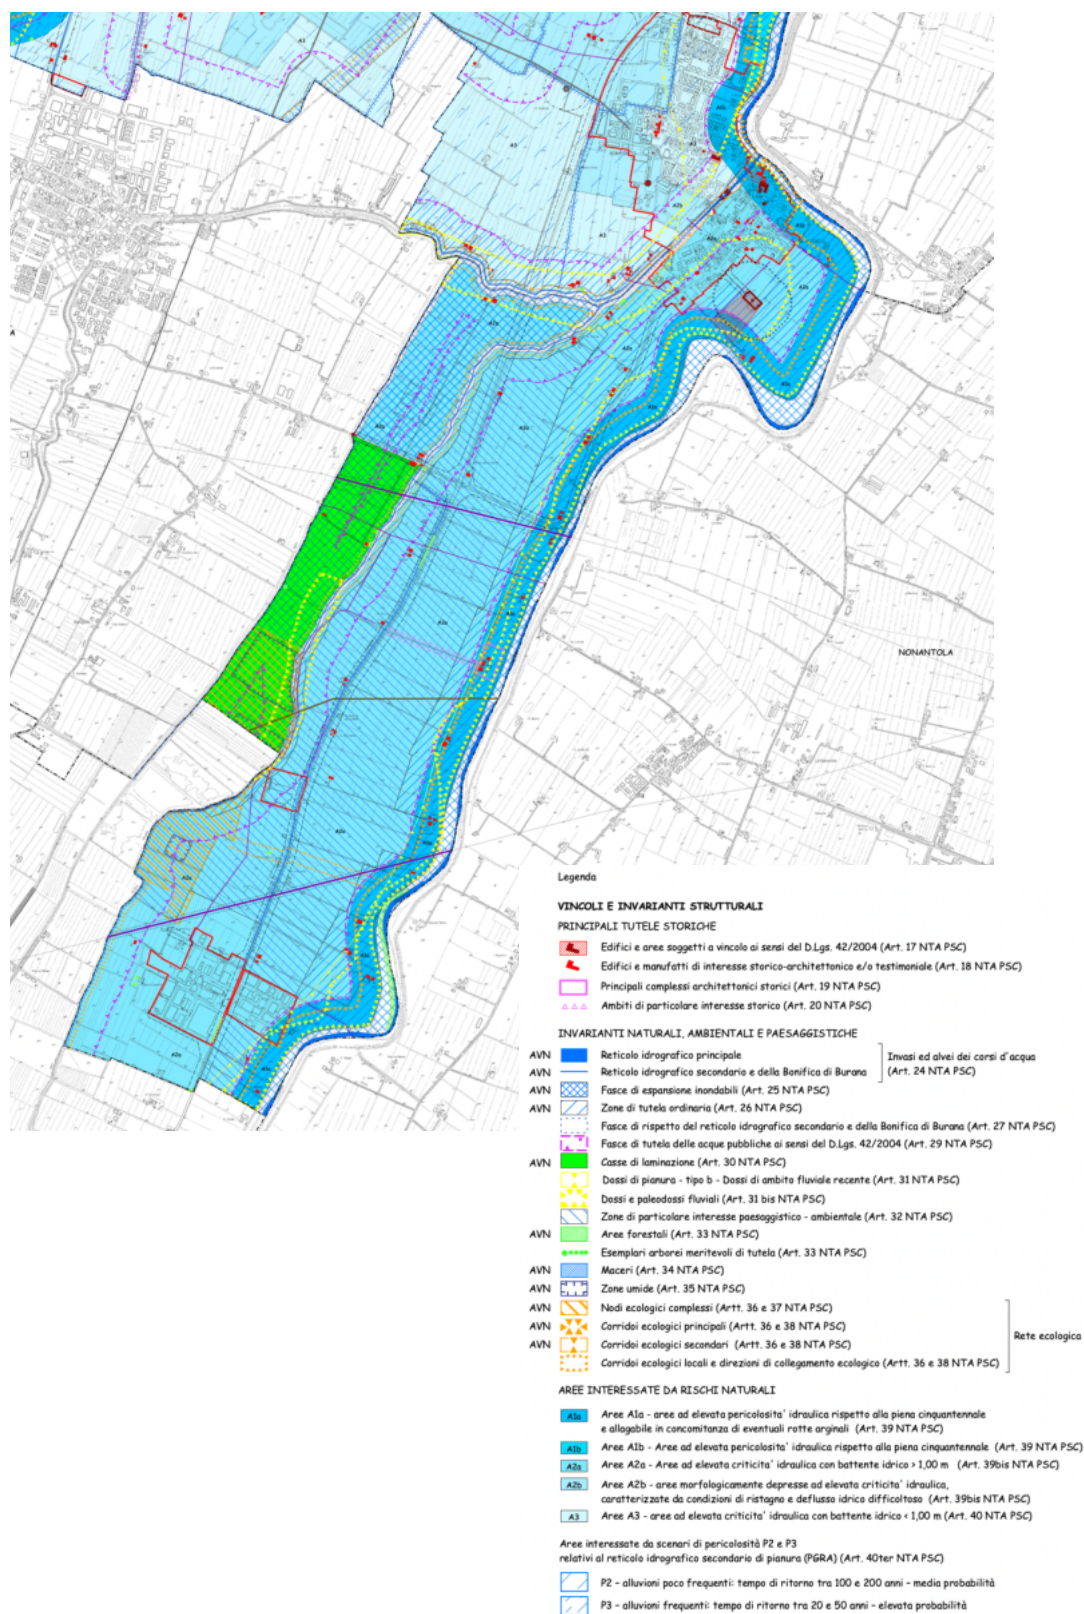 A3
A3
A3
A3
A2b
A2a
A2a
A2a
A1a
A1a
NONANTOLA
Legenda
VINCOLI E INVARIANTI STRUTTURALI
PRINCIPALI TUTELE STORICHE
Edifici e aree soggetti a vincolo ai sensi del D.Lgs. 42/2004 (Art. 17 NTA PSC)
Edifici e manufatti di interesse storico-architettonico e/o testimoniale (Art. 18 NTA PSC)
Principali complessi architettonici storici (Art. 19 NTA PSC)
Ambiti di particolare interesse storico (Art. 20 NTA PSC)
INVARIANTI NATURALI, AMBIENTALI E PAESAGGISTICHE
AVN Reticolo idrografico principale
AVN Reticolo idrografico secondario e della Bonifica di Burana
Invasi ed alvei dei corsi d'acqua
(Art. 24 NTA PSC)
AVN Fasce di espansione inondabili (Art. 25 NTA PSC)
AVN Zone di tutela ordinaria (Art. 26 NTA PSC)
Fasce di rispetto del reticolo idrografico secondario e della Bonifica di Burana (Art. 27 NTA PSC)
Fasce di tutela delle acque pubbliche ai sensi del D.Lgs. 42/2004 (Art. 29 NTA PSC)
AVN Casse di laminazione (Art. 30 NTA PSC)
Dossi di pianura - tipo b - Dossi di ambito fluviale recente (Art. 31 NTA PSC)
Dossi e paleodossi fluviali (Art. 31 bis NTA PSC)
Zone di particolare interesse paesaggistico - ambientale (Art. 32 NTA PSC)
AVN Aree forestali (Art. 33 NTA PSC)
Esemplari arborei meritevoli di tutela (Art. 33 NTA PSC)
AVN Maceri (Art. 34 NTA PSC)
AVN Zone umide (Art. 35 NTA PSC)
AVN Nodi ecologici complessi (Artt. 36 e 37 NTA PSC)
AVN Corridoi ecologici principali (Artt. 36 e 38 NTA PSC)
AVN Corridoi ecologici secondari (Artt. 36 e 38 NTA PSC)
Corridoi ecologici locali e direzioni di collegamento ecologico (Artt. 36 e 38 NTA PSC)
Rete ecologica
AREE INTERESSATE DA RISCHI NATURALI
A1a Aree A1a - aree ad elevata pericolosita' idraulica rispetto alla piena cinquantennale
e allagabile in concomitanza di eventuali rotte arginali (Art. 39 NTA PSC)
A1b Aree A1b - Aree ad elevata pericolosita' idraulica rispetto alla piena cinquantennale (Art. 39 NTA PSC)
A2a Aree A2a - Aree ad elevata criticita' idraulica con battente idrico > 1,00 m (Art. 39bis NTA PSC)
A2b Aree A2b - aree morfologicamente depresse ad elevata criticita' idraulica,
caratterizzate da condizioni di ristagno e deflusso idrico difficoltoso (Art. 39bis NTA PSC)
A3 Aree A3 - aree ad elevata criticita' idraulica con battente idrico < 1,00 m (Art. 40 NTA PSC)
Aree interessate da scenari di pericolosità P2 e P3
relativi al reticolo idrografico secondario di pianura (PGRA) (Art. 40ter NTA PSC)
P2 - alluvioni poco frequenti: tempo di ritorno tra 100 e 200 anni - media probabilità
P3 - alluvioni frequenti: tempo di ritorno tra 20 e 50 anni - elevata probabilità